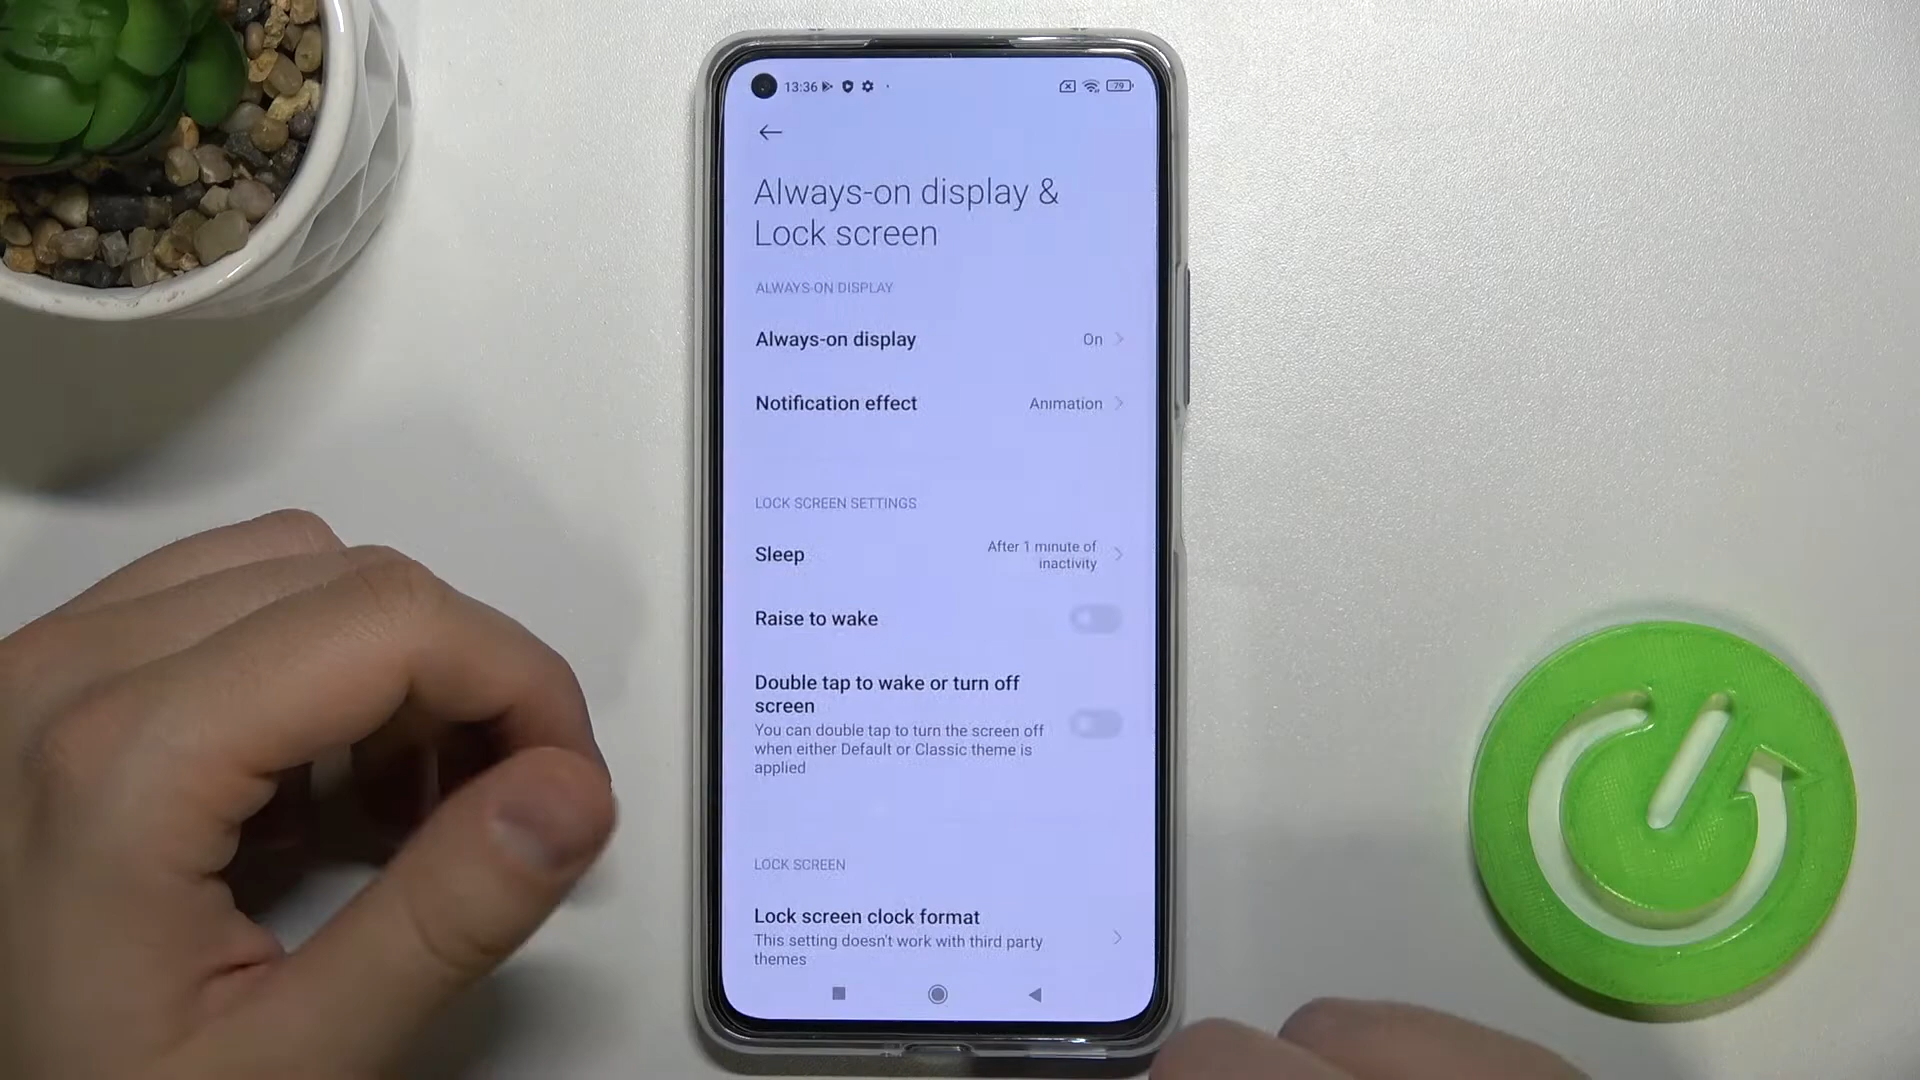 13:36
79
Always-on display &
Lock screen
ALWAYS-ON DISPLAY
Always-on display
On
Notification effect
Animation
LOCK SCREEN SETTINGS
Sleep
After 1 minute of
inactivity
Raise to wake
Double tap to wake or turn off
screen
You can double tap to turn the screen off
when either Default or Classic theme is
applied
LOCK SCREEN
Lock screen clock format
This setting doesn't work with third party
themes